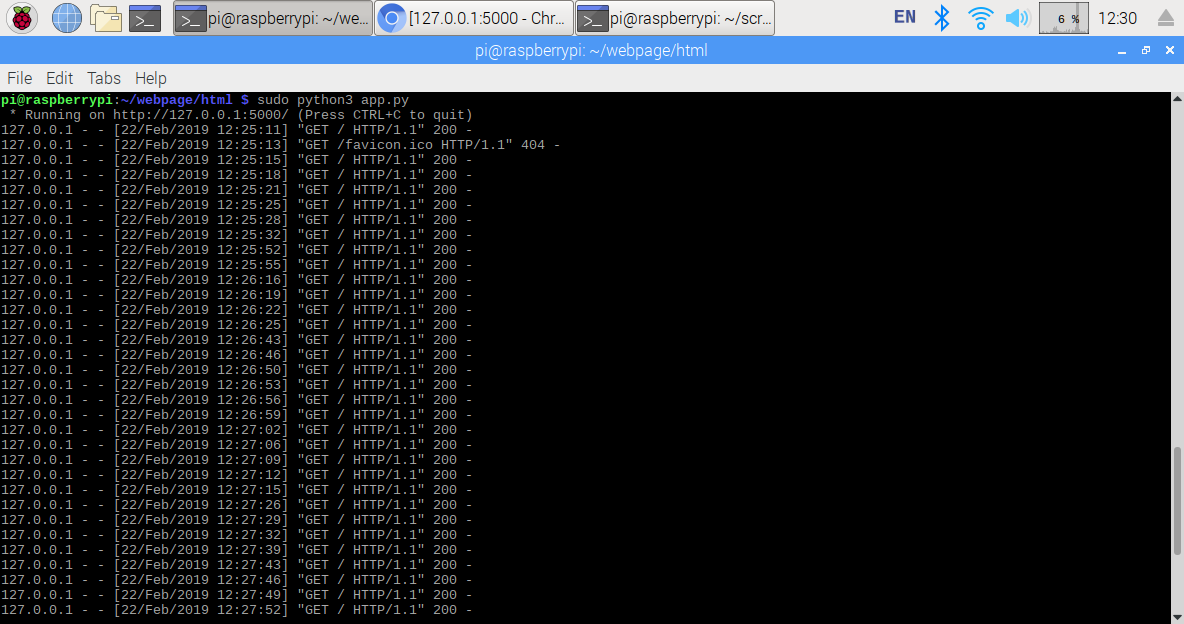 pi@raspberrypi: ~/we... [127.0.0.1:5000 - Chr... pi@raspberrypi: ~/scr... EN 6 % 12:30
pi@raspberrypi: ~/webpage/html
File Edit Tabs Help
pi@raspberrypi:~/webpage/html $ sudo python3 app.py
 * Running on http://127.0.0.1:5000/ (Press CTRL+C to quit)
127.0.0.1 - - [22/Feb/2019 12:25:11] "GET / HTTP/1.1" 200 -
127.0.0.1 - - [22/Feb/2019 12:25:13] "GET /favicon.ico HTTP/1.1" 404 -
127.0.0.1 - - [22/Feb/2019 12:25:15] "GET / HTTP/1.1" 200 -
127.0.0.1 - - [22/Feb/2019 12:25:18] "GET / HTTP/1.1" 200 -
127.0.0.1 - - [22/Feb/2019 12:25:21] "GET / HTTP/1.1" 200 -
127.0.0.1 - - [22/Feb/2019 12:25:25] "GET / HTTP/1.1" 200 -
127.0.0.1 - - [22/Feb/2019 12:25:28] "GET / HTTP/1.1" 200 -
127.0.0.1 - - [22/Feb/2019 12:25:32] "GET / HTTP/1.1" 200 -
127.0.0.1 - - [22/Feb/2019 12:25:52] "GET / HTTP/1.1" 200 -
127.0.0.1 - - [22/Feb/2019 12:25:55] "GET / HTTP/1.1" 200 -
127.0.0.1 - - [22/Feb/2019 12:26:16] "GET / HTTP/1.1" 200 -
127.0.0.1 - - [22/Feb/2019 12:26:19] "GET / HTTP/1.1" 200 -
127.0.0.1 - - [22/Feb/2019 12:26:22] "GET / HTTP/1.1" 200 -
127.0.0.1 - - [22/Feb/2019 12:26:25] "GET / HTTP/1.1" 200 -
127.0.0.1 - - [22/Feb/2019 12:26:43] "GET / HTTP/1.1" 200 -
127.0.0.1 - - [22/Feb/2019 12:26:46] "GET / HTTP/1.1" 200 -
127.0.0.1 - - [22/Feb/2019 12:26:50] "GET / HTTP/1.1" 200 -
127.0.0.1 - - [22/Feb/2019 12:26:53] "GET / HTTP/1.1" 200 -
127.0.0.1 - - [22/Feb/2019 12:26:56] "GET / HTTP/1.1" 200 -
127.0.0.1 - - [22/Feb/2019 12:26:59] "GET / HTTP/1.1" 200 -
127.0.0.1 - - [22/Feb/2019 12:27:02] "GET / HTTP/1.1" 200 -
127.0.0.1 - - [22/Feb/2019 12:27:06] "GET / HTTP/1.1" 200 -
127.0.0.1 - - [22/Feb/2019 12:27:09] "GET / HTTP/1.1" 200 -
127.0.0.1 - - [22/Feb/2019 12:27:12] "GET / HTTP/1.1" 200 -
127.0.0.1 - - [22/Feb/2019 12:27:15] "GET / HTTP/1.1" 200 -
127.0.0.1 - - [22/Feb/2019 12:27:26] "GET / HTTP/1.1" 200 -
127.0.0.1 - - [22/Feb/2019 12:27:29] "GET / HTTP/1.1" 200 -
127.0.0.1 - - [22/Feb/2019 12:27:32] "GET / HTTP/1.1" 200 -
127.0.0.1 - - [22/Feb/2019 12:27:39] "GET / HTTP/1.1" 200 -
127.0.0.1 - - [22/Feb/2019 12:27:43] "GET / HTTP/1.1" 200 -
127.0.0.1 - - [22/Feb/2019 12:27:46] "GET / HTTP/1.1" 200 -
127.0.0.1 - - [22/Feb/2019 12:27:49] "GET / HTTP/1.1" 200 -
127.0.0.1 - - [22/Feb/2019 12:27:52] "GET / HTTP/1.1" 200 -